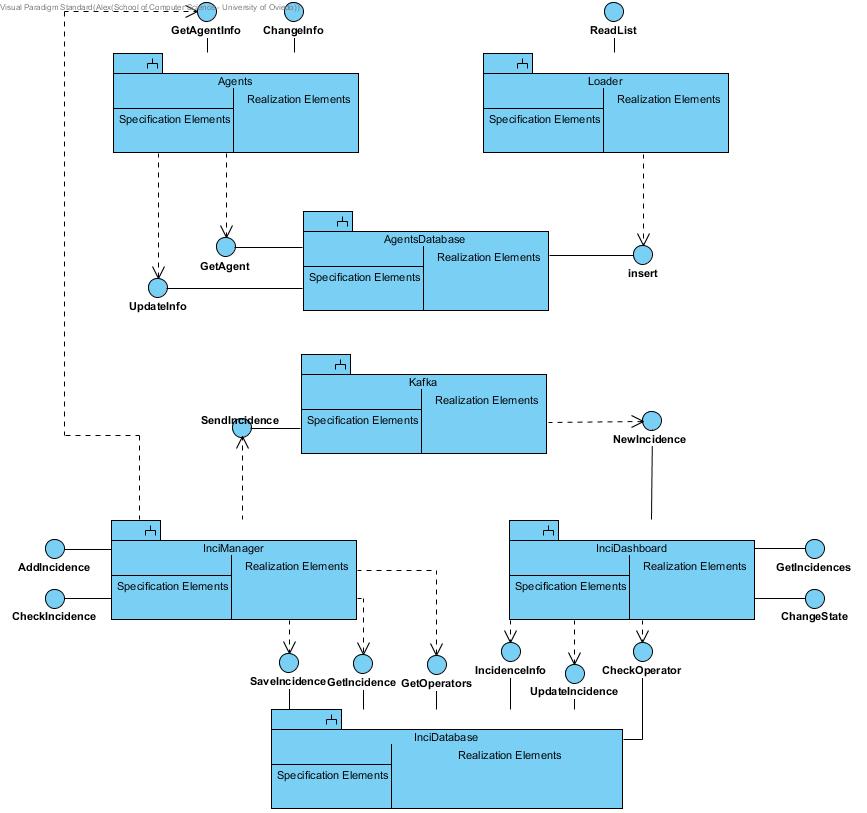 Visual Paradigm Standard(Alex(School of Computer Science - University of Oviedo))
GetAgentInfo
ChangeInfo
ReadList
Agents
Realization Elements
Specification Elements
Loader
Realization Elements
Specification Elements
AgentsDatabase
Realization Elements
Specification Elements
GetAgent
UpdateInfo
insert
Kafka
Realization Elements
Specification Elements
SendIncidence
NewIncidence
InciManager
Realization Elements
Specification Elements
AddIncidence
CheckIncidence
InciDashboard
Realization Elements
Specification Elements
GetIncidences
ChangeState
SaveIncidence
GetIncidence
GetOperators
IncidenceInfo
UpdateIncidence
CheckOperator
InciDatabase
Realization Elements
Specification Elements